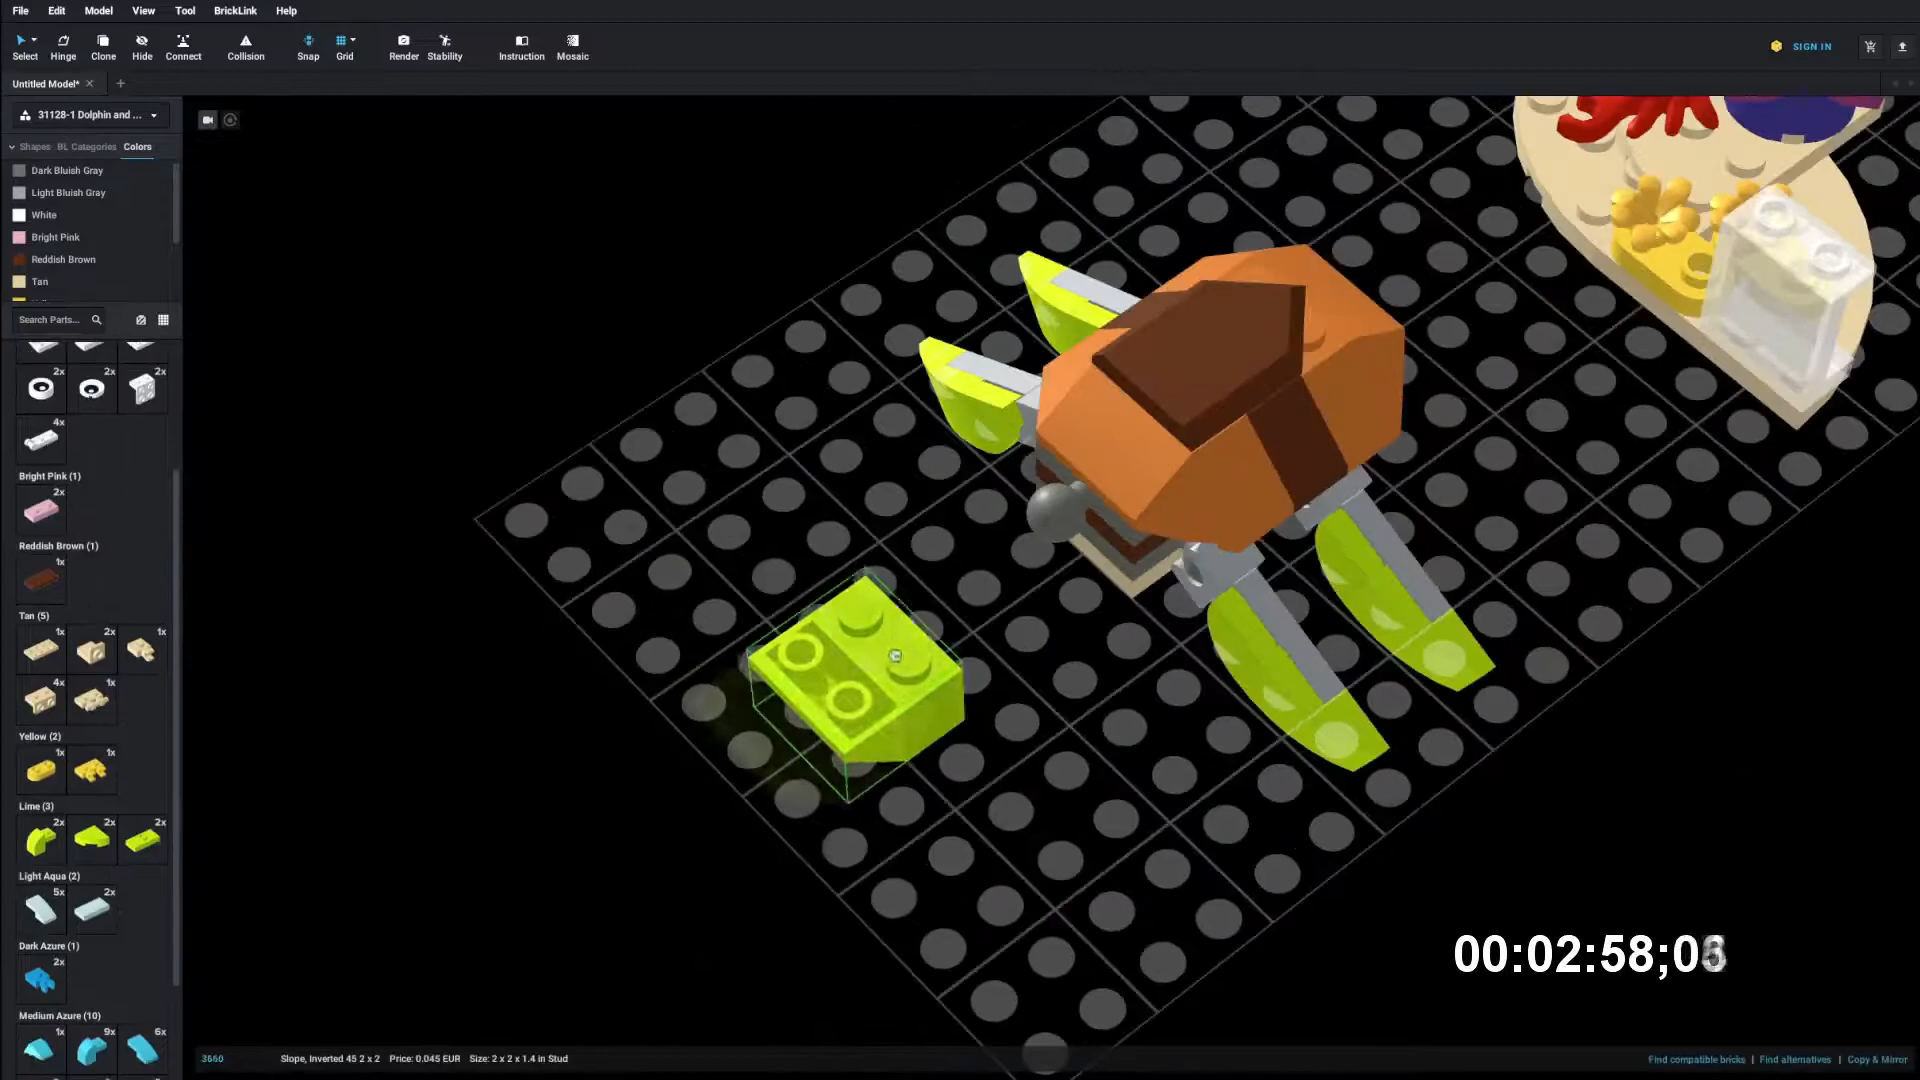 File Edit Model View Tool BrickLink Help
Select Hinge Clone Hide Connect Collision Snap Grid Render Stability Instruction Mosaic
SIGN IN
Untitled Model*
31128-1 Dolphin and ...
Shapes BL Categories Colors
Dark Bluish Gray
Light Bluish Gray
White
Bright Pink
Reddish Brown
Tan
Search Parts...
2x 2x 2x
4x
Bright Pink (1)
2x
Reddish Brown (1)
1x
Tan (5)
1x 2x 1x
4x 1x
Yellow (2)
1x 1x
Lime (3)
2x 2x 2x
Light Aqua (2)
5x 2x
Dark Azure (1)
2x
Medium Azure (10)
1x 9x 6x
00:02:58;0
3660 Slope, Inverted 45 2 x 2 Price: 0.045 EUR Size: 2 x 2 x 1.4 in Stud
Find compatible bricks | Find alternatives | Copy & Mirror